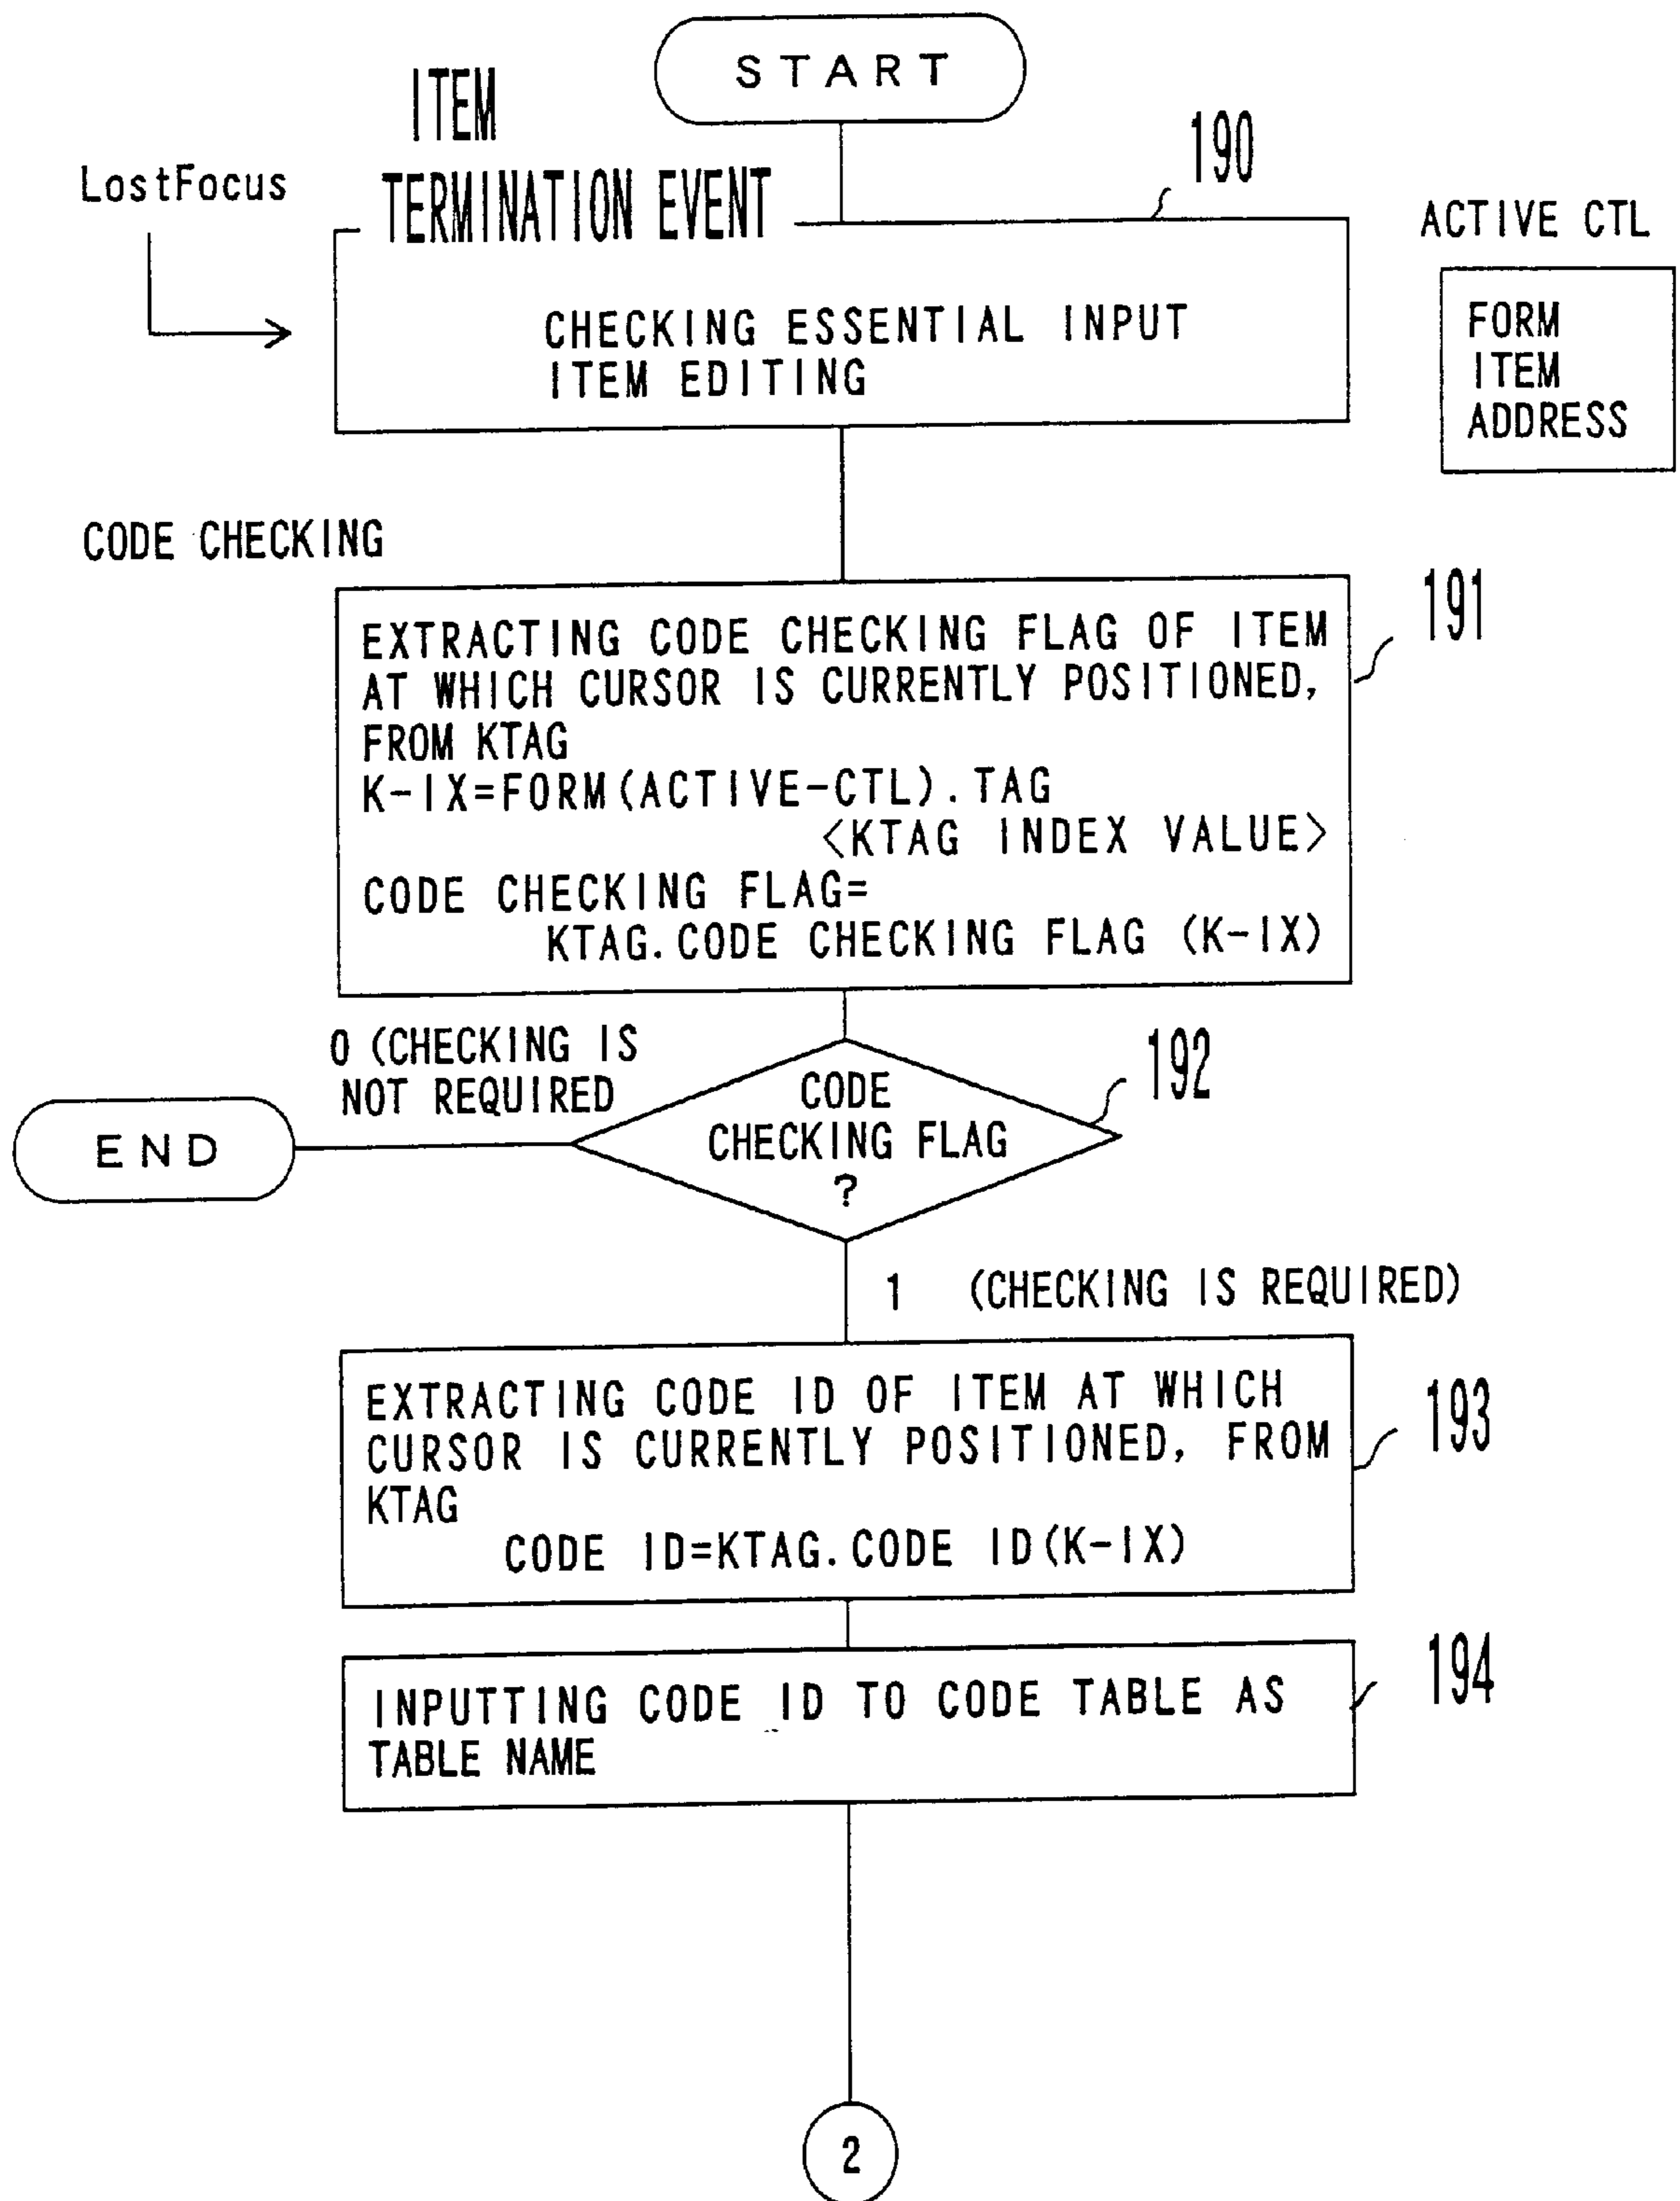 START
ITEM
TERMINATION EVENT
190
LostFocus
CHECKING ESSENTIAL INPUT
ITEM EDITING
ACTIVE CTL
FORM
ITEM
ADDRESS
CODE CHECKING
191
EXTRACTING CODE CHECKING FLAG OF ITEM
AT WHICH CURSOR IS CURRENTLY POSITIONED,
FROM KTAG
K-IX=FORM(ACTIVE-CTL).TAG
<KTAG INDEX VALUE>
CODE CHECKING FLAG=
KTAG.CODE CHECKING FLAG (K-IX)
0 (CHECKING IS
NOT REQUIRED
192
CODE
CHECKING FLAG
?
END
1 (CHECKING IS REQUIRED)
193
EXTRACTING CODE ID OF ITEM AT WHICH
CURSOR IS CURRENTLY POSITIONED, FROM
KTAG
CODE ID=KTAG.CODE ID(K-IX)
194
INPUTTING CODE ID TO CODE TABLE AS
TABLE NAME
2